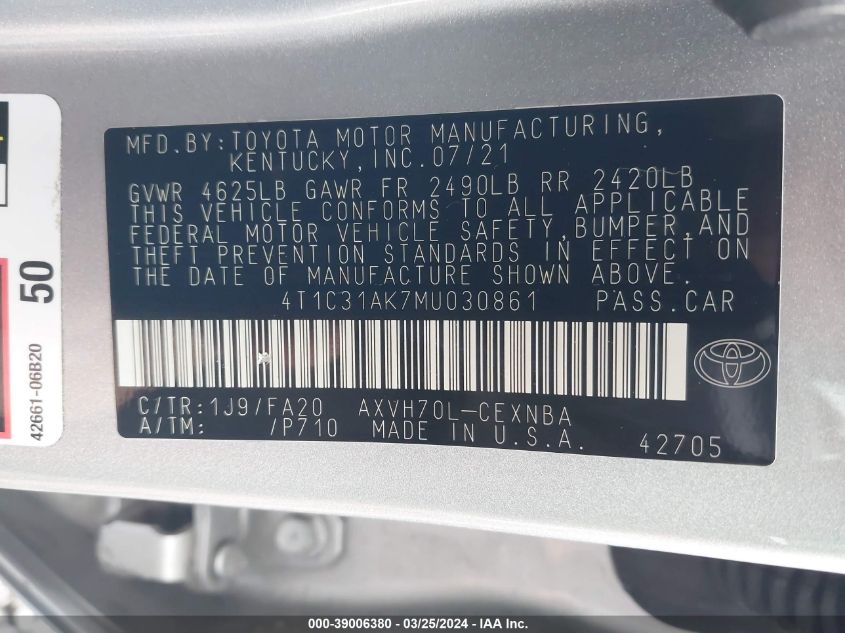 MFD.BY:TOYOTA MOTOR MANUFACTURING,
KENTUCKY,INC.07/21
GVWR 4625LB GAWR FR 2490LB RR 2420LB
THIS VEHICLE CONFORMS TO ALL APPLICABLE
FEDERAL MOTOR VEHICLE SAFETY,BUMPER,AND
THEFT PREVENTION STANDARDS IN EFFECT ON
THE DATE OF MANUFACTURE SHOWN ABOVE.
4T1C31AK7MU030861 PASS.CAR
C/TR:1J9/FA20 AXVH70L-CEXNBA
A/TM: /P710 MADE IN U.S.A. 42705
50
42661-06B20
000-39006380 - 03/25/2024 - IAA Inc.